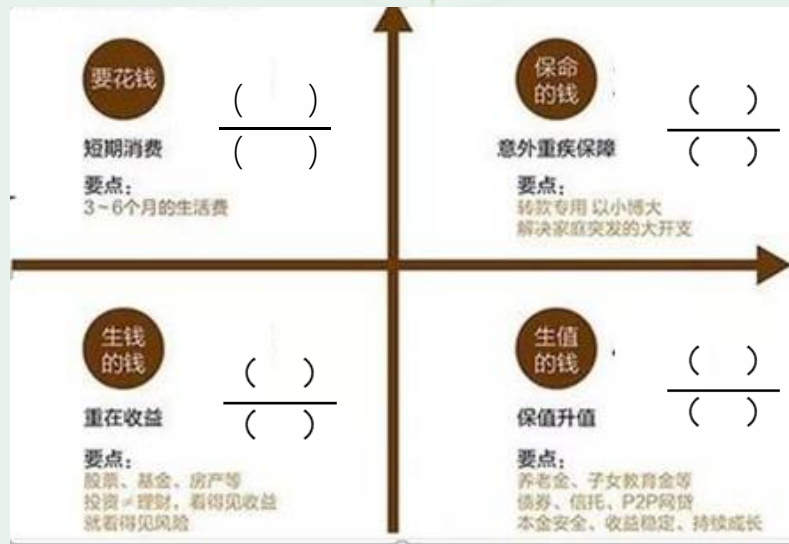 要花钱
(　　)
(　　)
短期消费
要点：
3~6个月的生活费
保命
的钱
(　　)
(　　)
意外重疾保障
要点：
转款专用 以小博大
解决家庭突发的大开支
生钱
的钱
(　　)
(　　)
重在收益
要点：
股票、基金、房产等
投资≠理财，看得见收益
就看得见风险
生值
的钱
(　　)
(　　)
保值升值
要点：
养老金、子女教育金等
债券、信托、P2P网贷
本金安全、收益稳定、持续成长